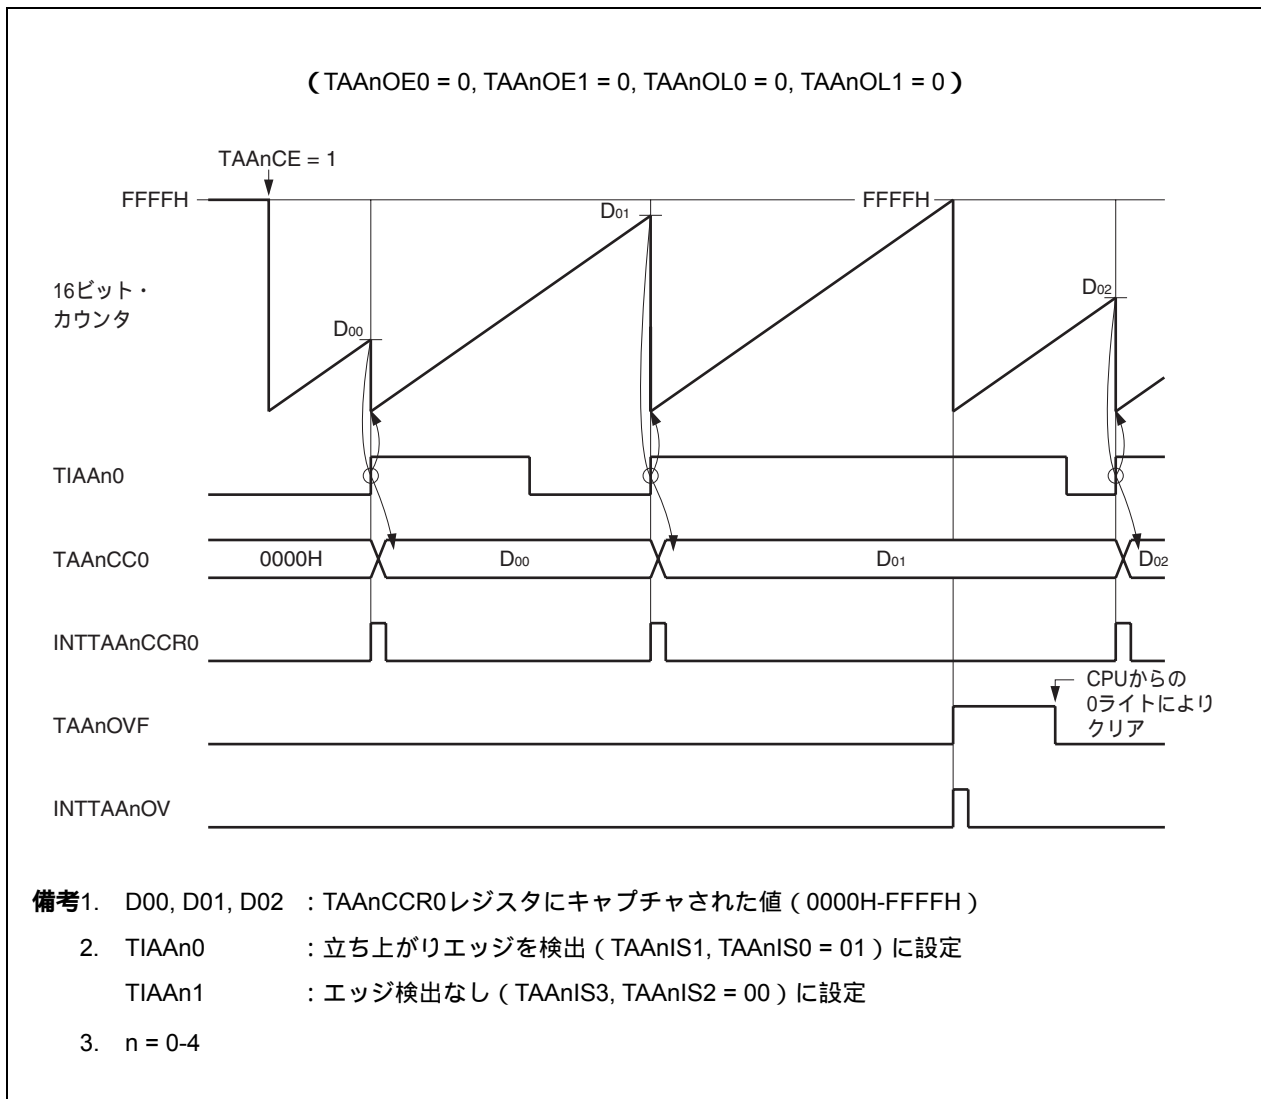 （TAAnOE0 = 0, TAAnOE1 = 0, TAAnOL0 = 0, TAAnOL1 = 0）
TAAnCE = 1
FFFFH
D01
FFFFH
16ビット・
カウンタ
D00
D02
TIAAn0
TAAnCC0
0000H
D00
D01
D02
INTTAAnCCR0
CPUからの
0ライトにより
クリア
TAAnOVF
INTTAAnOV
備考1. D00, D01, D02 ：TAAnCCR0レジスタにキャプチャされた値（0000H-FFFFH）
2. TIAAn0 ：立ち上がりエッジを検出（TAAnIS1, TAAnIS0 = 01）に設定
TIAAn1 ：エッジ検出なし（TAAnIS3, TAAnIS2 = 00）に設定
3. n = 0-4